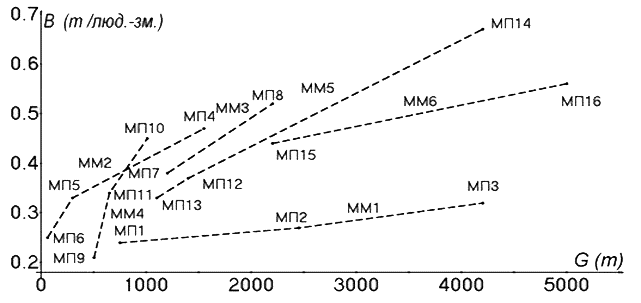 0.7 В (т /люд.-зм.)
МП14
0.6
ММ3 МП8 ММ5
ММ6
МП16
0.5
МП4
МП10
0.4
ММ2 МП7
МП15
МП5 МП11 МП12
МП3
0.3
МП13
ММ4
МП6 МП1 МП2 ММ1
МП9
0.2
G (т)
0 1000 2000 3000 4000 5000